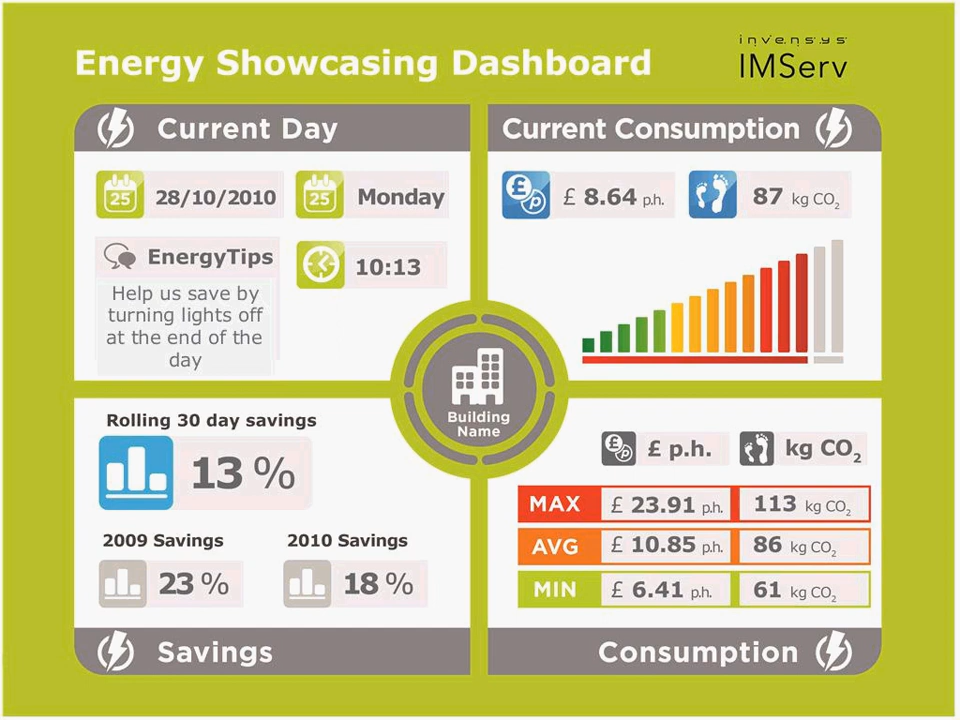 Energy Showcasing Dashboard
invensys
IMServ
Current Day
25
28/10/2010
25
Monday
EnergyTips
Help us save by
turning lights off
at the end of the
day
10:13
Current Consumption
£ p
£ 8.64 p.h.
87 kg CO2
Building
Name
Rolling 30 day savings
13 %
2009 Savings
2010 Savings
23 %
18 %
Savings
£ p
£ p.h.
kg CO2
MAX £ 23.91 p.h. 113 kg CO2
AVG £ 10.85 p.h. 86 kg CO2
MIN £ 6.41 p.h. 61 kg CO2
Consumption